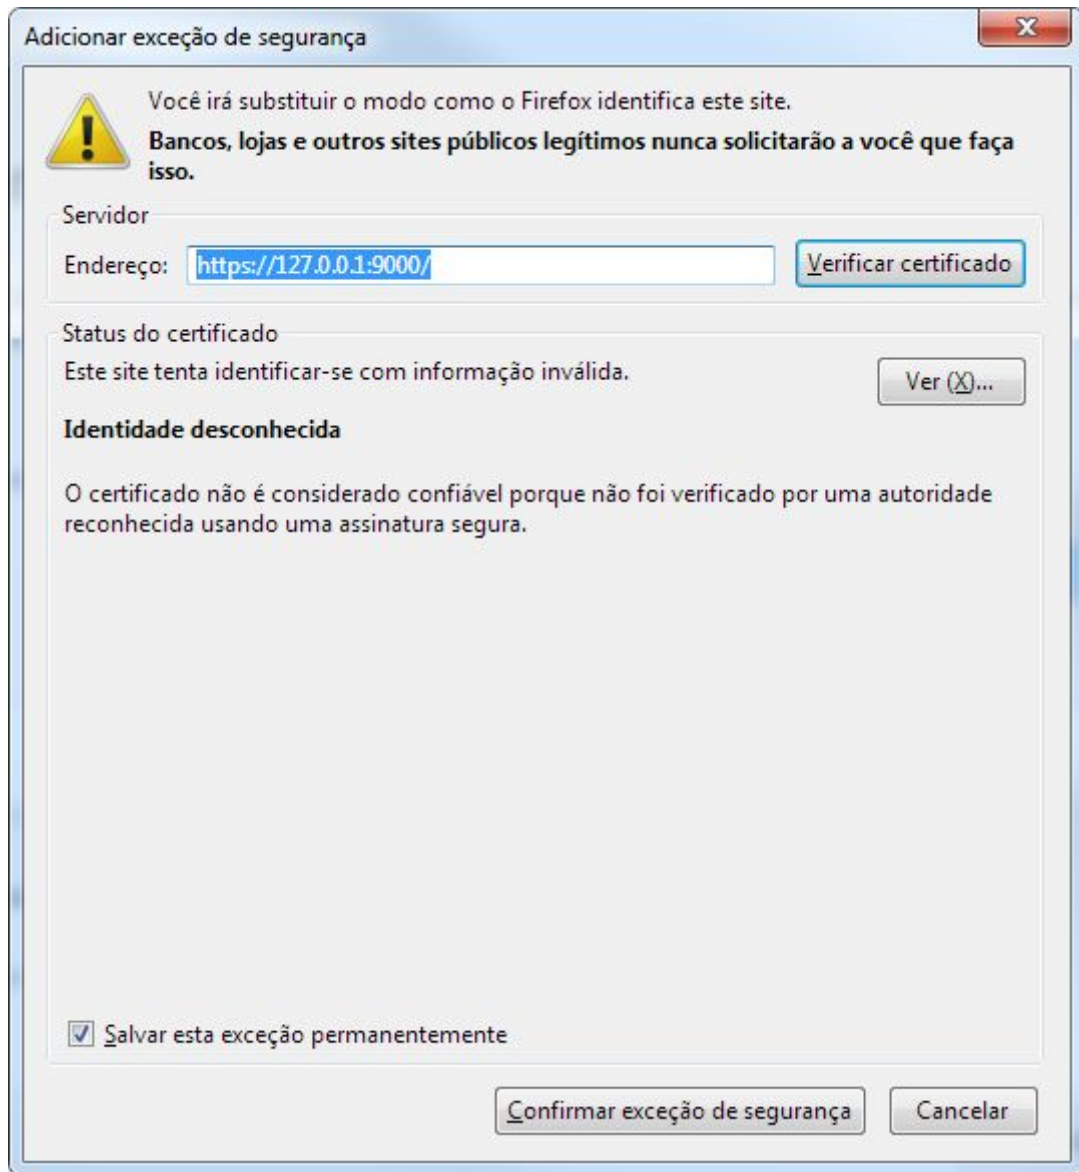 Adicionar exceção de segurança
Você irá substituir o modo como o Firefox identifica este site.
Bancos, lojas e outros sites públicos legítimos nunca solicitarão a você que faça
isso.
Servidor
Endereço: https://127.0.0.1:9000/ Verificar certificado
Status do certificado
Este site tenta identificar-se com informação inválida.
Ver (X)...
Identidade desconhecida
O certificado não é considerado confiável porque não foi verificado por uma autoridade
reconhecida usando uma assinatura segura.
Salvar esta exceção permanentemente
Confirmar exceção de segurança Cancelar